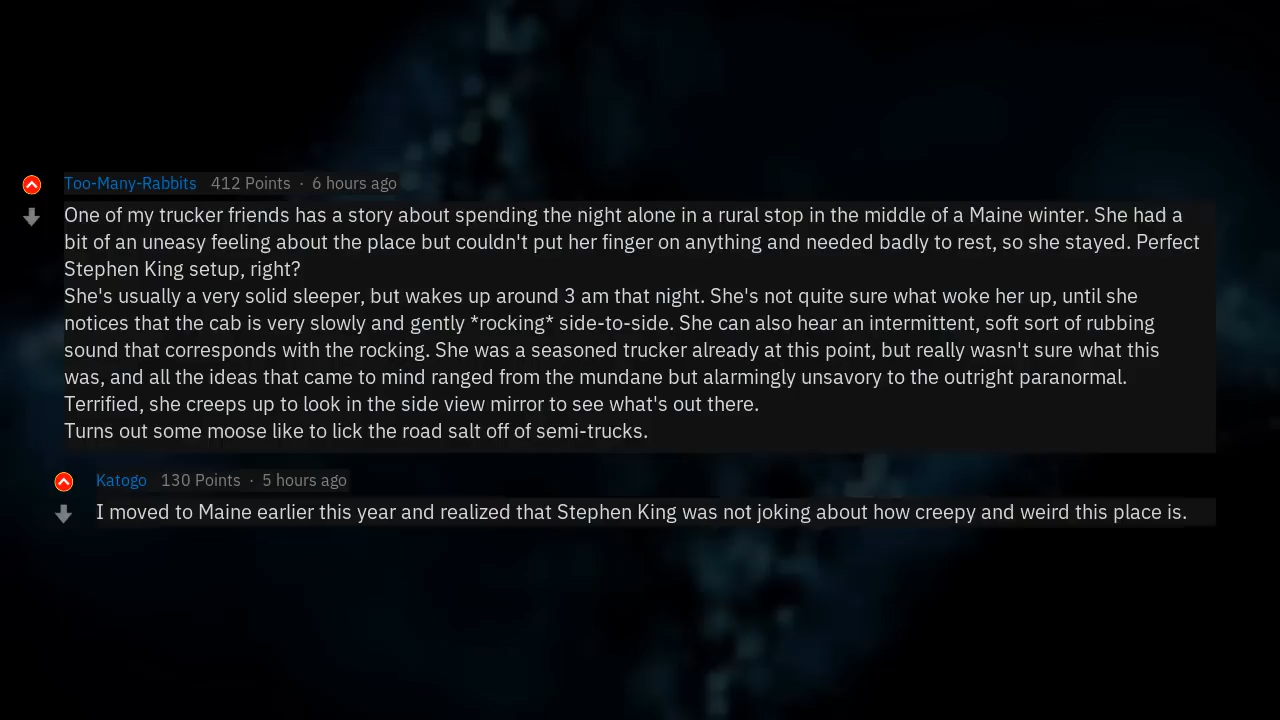 Too-Many-Rabbits 412 Points · 6 hours ago
One of my trucker friends has a story about spending the night alone in a rural stop in the middle of a Maine winter. She had a
bit of an uneasy feeling about the place but couldn't put her finger on anything and needed badly to rest, so she stayed. Perfect
Stephen King setup, right?
She's usually a very solid sleeper, but wakes up around 3 am that night. She's not quite sure what woke her up, until she
notices that the cab is very slowly and gently *rocking* side-to-side. She can also hear an intermittent, soft sort of rubbing
sound that corresponds with the rocking. She was a seasoned trucker already at this point, but really wasn't sure what this
was, and all the ideas that came to mind ranged from the mundane but alarmingly unsavory to the outright paranormal.
Terrified, she creeps up to look in the side view mirror to see what's out there.
Turns out some moose like to lick the road salt off of semi-trucks.
Katogo 130 Points · 5 hours ago
I moved to Maine earlier this year and realized that Stephen King was not joking about how creepy and weird this place is.